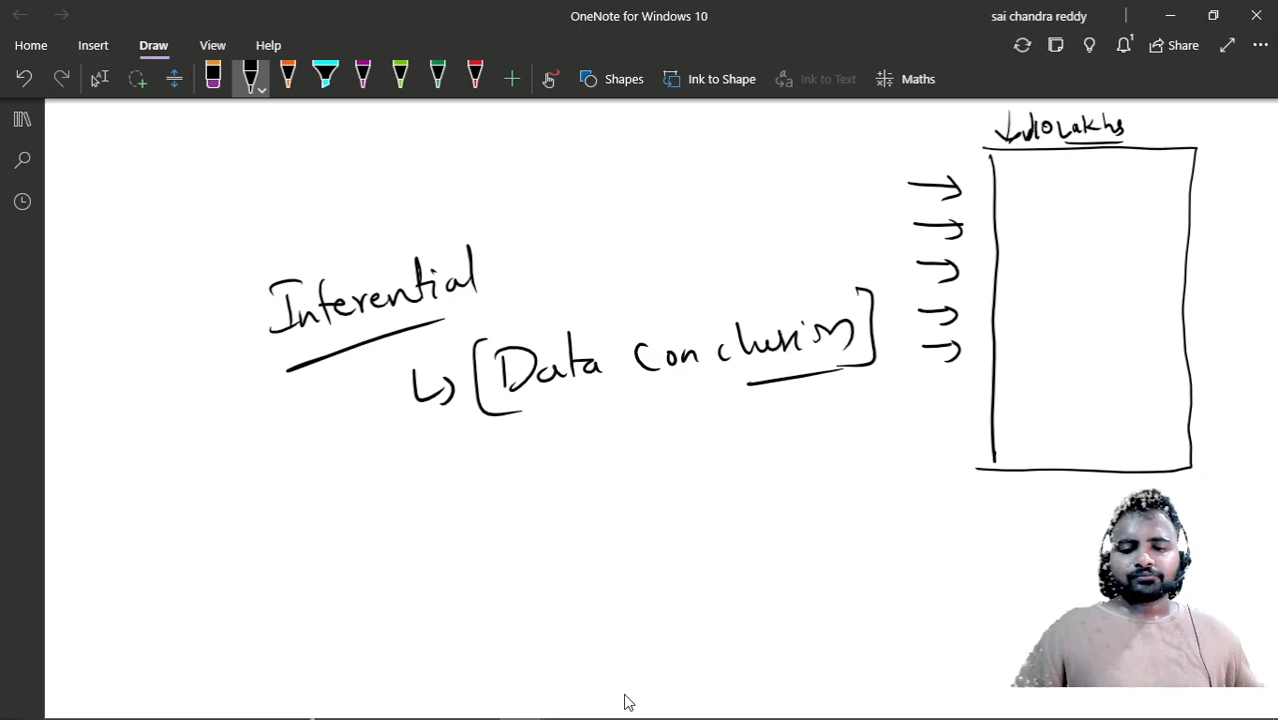 OneNote for Windows 10
sai chandra reddy
Home Insert Draw View Help
Share
Shapes Ink to Shape Ink to Text Maths
10 Lakhs
Inferential
[Data Conclusion]